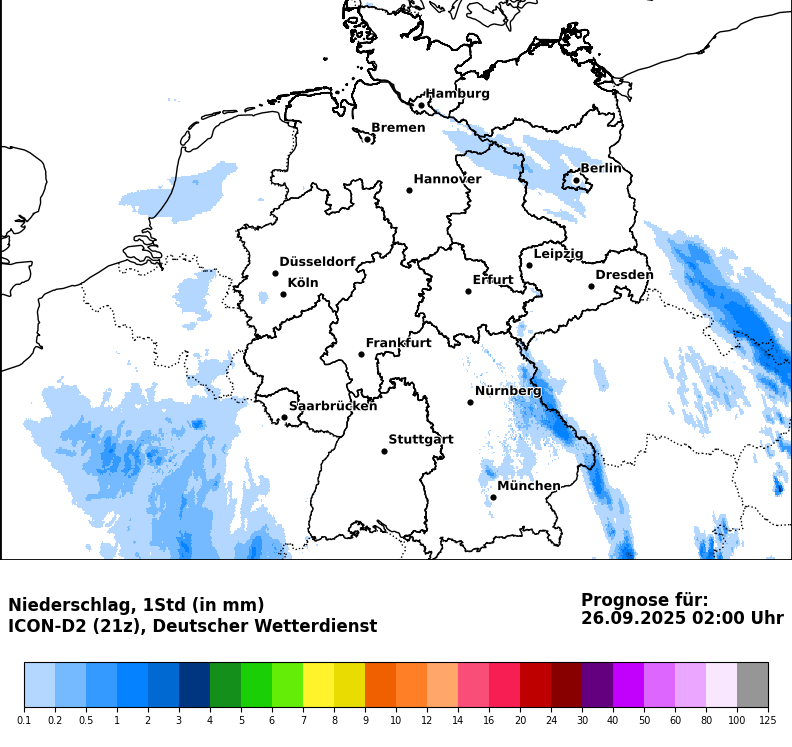 Hamburg
Bremen
Hannover
Berlin
Düsseldorf
Köln
Leipzig
Erfurt
Dresden
Frankfurt
Nürnberg
Saarbrücken
Stuttgart
München
Niederschlag, 1Std (in mm)
ICON-D2 (21z), Deutscher Wetterdienst
Prognose für:
26.09.2025 02:00 Uhr
0.1 0.2 0.5 1 2 3 4 5 6 7 8 9 10 12 14 16 20 24 30 40 50 60 80 100 125